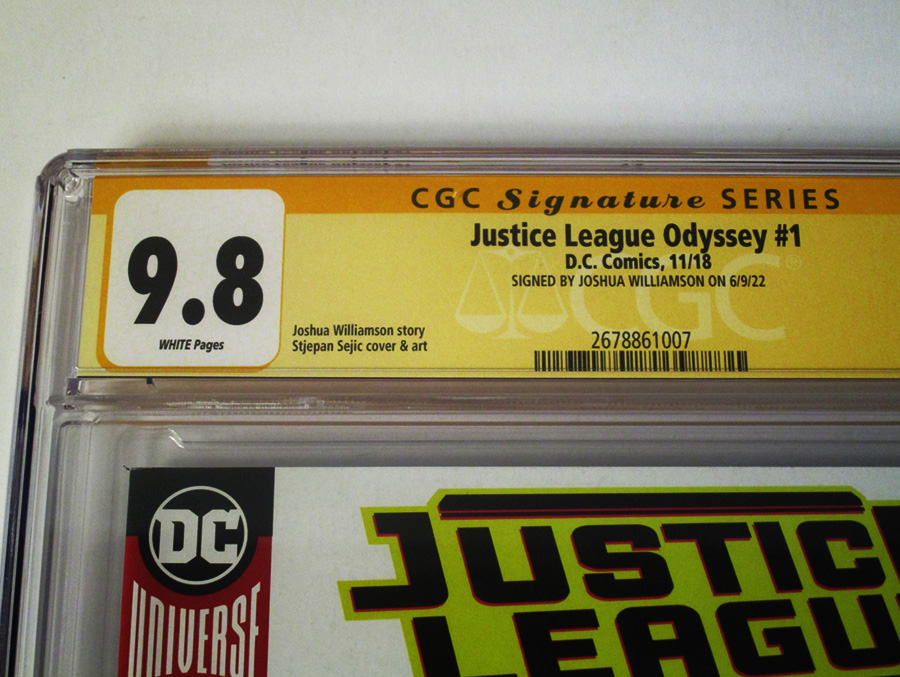 CGC Signature SERIES
9.8
WHITE Pages
Justice League Odyssey #1
D.C. Comics, 11/18
SIGNED BY JOSHUA WILLIAMSON ON 6/9/22
CGC®
Joshua Williamson story
Stjepan Sejic cover & art
2678861007
DC
UNIVERSE
JUSTICE
LEAGU